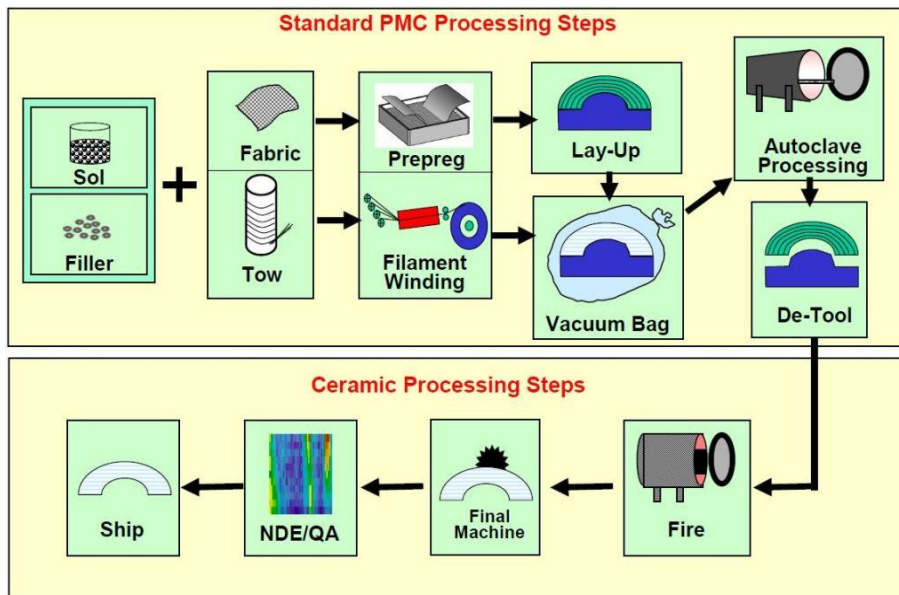 Standard PMC Processing Steps
Sol
Filler
Fabric
Tow
Prepreg
Filament
Winding
Lay-Up
Vacuum Bag
Autoclave
Processing
De-Tool
Ceramic Processing Steps
Ship
NDE/QA
Final
Machine
Fire